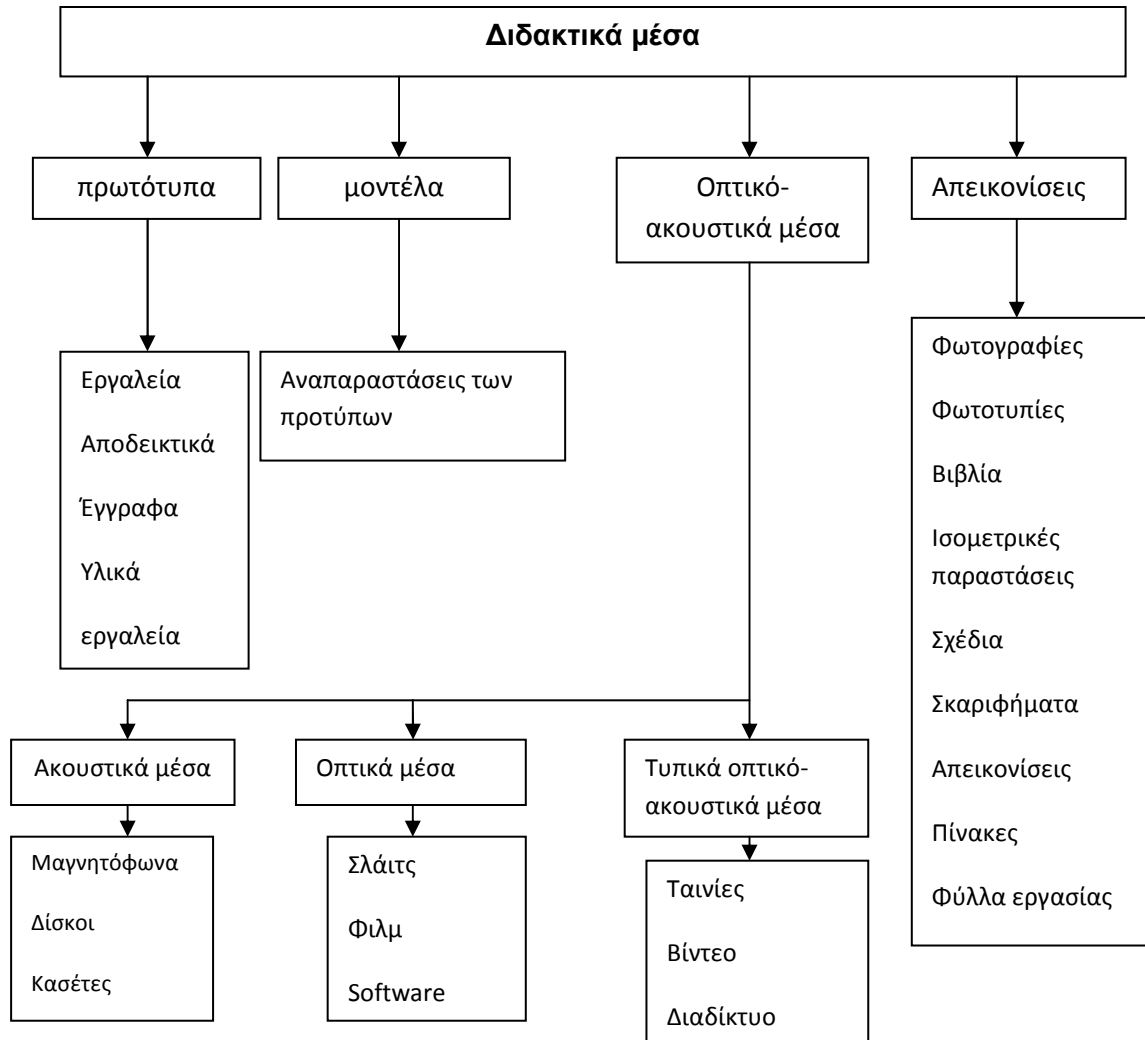 Διδακτικά μέσα
πρωτότυπα
μοντέλα
Οπτικό-
ακουστικά μέσα
Απεικονίσεις
Εργαλεία
Αποδεικτικά
Έγγραφα
Υλικά
εργαλεία
Αναπαραστάσεις των
προτύπων
Φωτογραφίες
Φωτοτυπίες
Βιβλία
Ισομετρικές
παραστάσεις
Σχέδια
Σκαριφήματα
Απεικονίσεις
Πίνακες
Φύλλα εργασίας
Ακουστικά μέσα
Οπτικά μέσα
Τυπικά οπτικό-
ακουστικά μέσα
Μαγνητόφωνα
Δίσκοι
Κασέτες
Σλάιτς
Φιλμ
Software
Ταινίες
Βίντεο
Διαδίκτυο